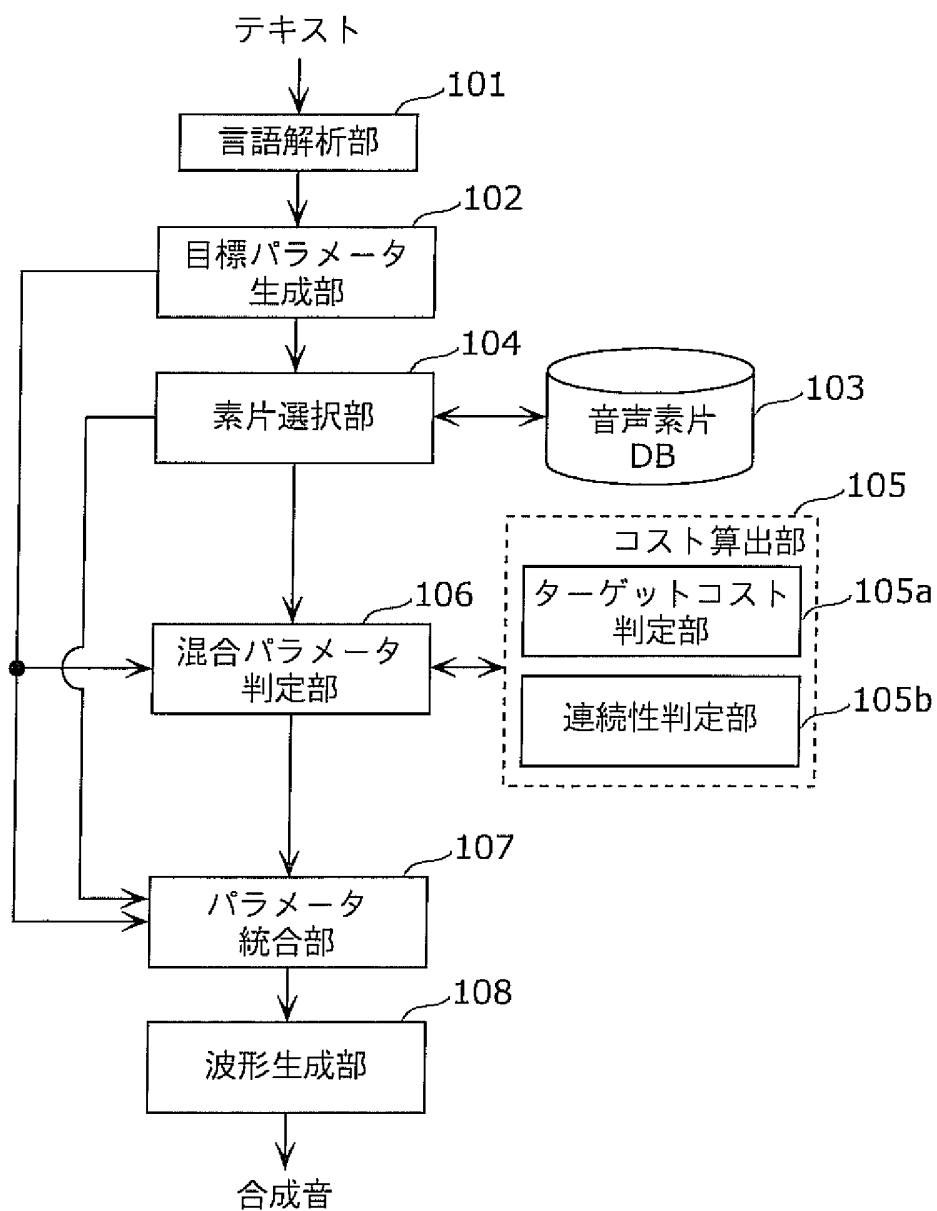 テキスト
101
言語解析部
102
目標パラメータ
生成部
104
素片選択部
103
音声素片
DB
105
コスト算出部
105a
ターゲットコスト
判定部
105b
連続性判定部
106
混合パラメータ
判定部
107
パラメータ
統合部
108
波形生成部
合成音